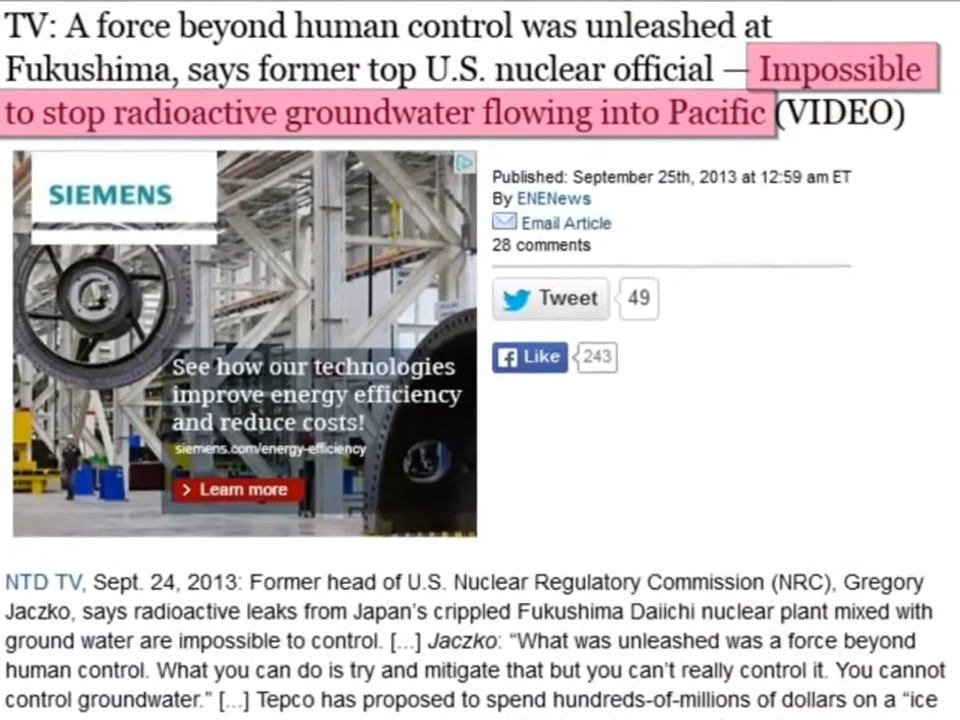 TV: A force beyond human control was unleashed at
Fukushima, says former top U.S. nuclear official — Impossible
to stop radioactive groundwater flowing into Pacific (VIDEO)
SIEMENS
See how our technologies
improve energy efficiency
and reduce costs!
siemens.com/energy-efficiency
> Learn more
Published: September 25th, 2013 at 12:59 am ET
By ENENews
Email Article
28 comments
Tweet 49
Like 243
NTD TV, Sept. 24, 2013: Former head of U.S. Nuclear Regulatory Commission (NRC), Gregory
Jaczko, says radioactive leaks from Japan's crippled Fukushima Daiichi nuclear plant mixed with
ground water are impossible to control. [...] Jaczko: “What was unleashed was a force beyond
human control. What you can do is try and mitigate that but you can't really control it. You cannot
control groundwater.” [...] Tepco has proposed to spend hundreds-of-millions of dollars on a “ice